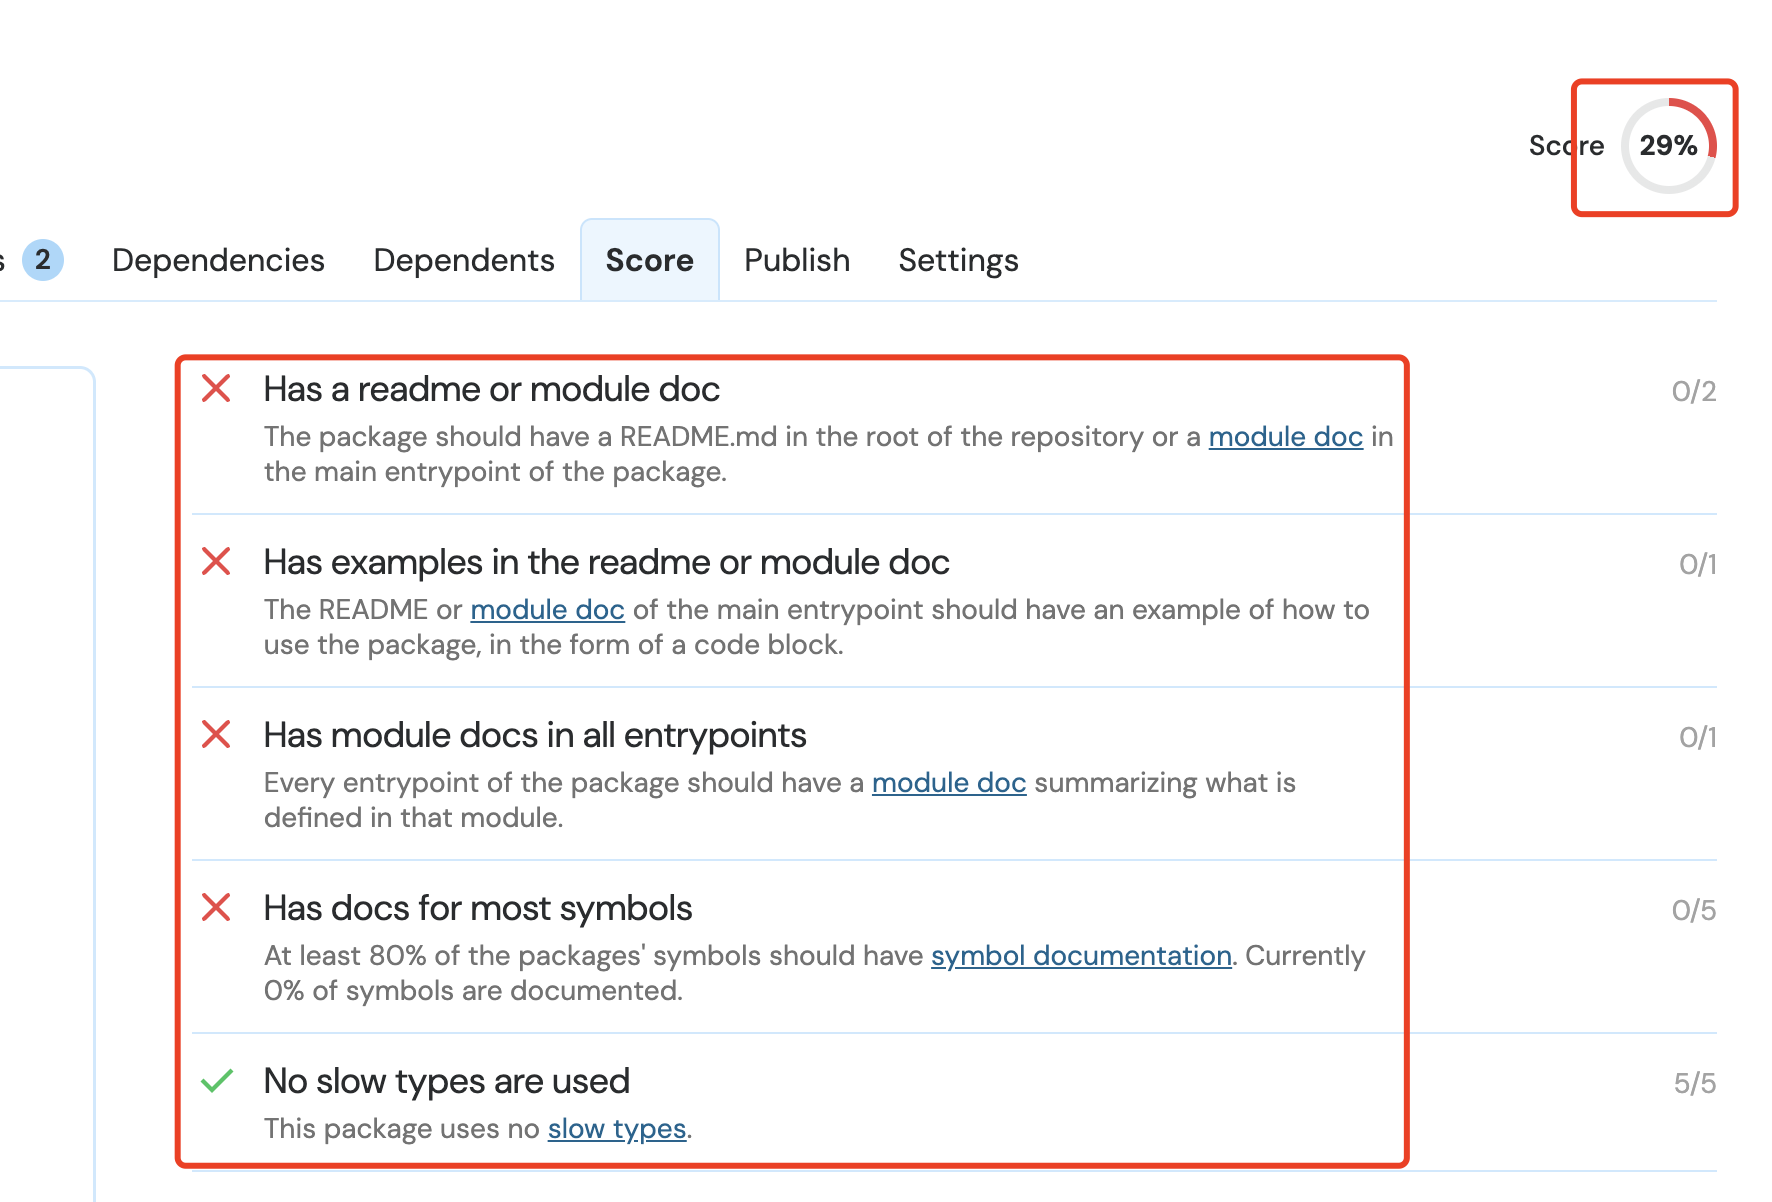 Score 29%
s 2 Dependencies Dependents Score Publish Settings
Has a readme or module doc 0/2
The package should have a README.md in the root of the repository or a module doc in
the main entrypoint of the package.
Has examples in the readme or module doc 0/1
The README or module doc of the main entrypoint should have an example of how to
use the package, in the form of a code block.
Has module docs in all entrypoints 0/1
Every entrypoint of the package should have a module doc summarizing what is
defined in that module.
Has docs for most symbols 0/5
At least 80% of the packages' symbols should have symbol documentation. Currently
0% of symbols are documented.
No slow types are used 5/5
This package uses no slow types.